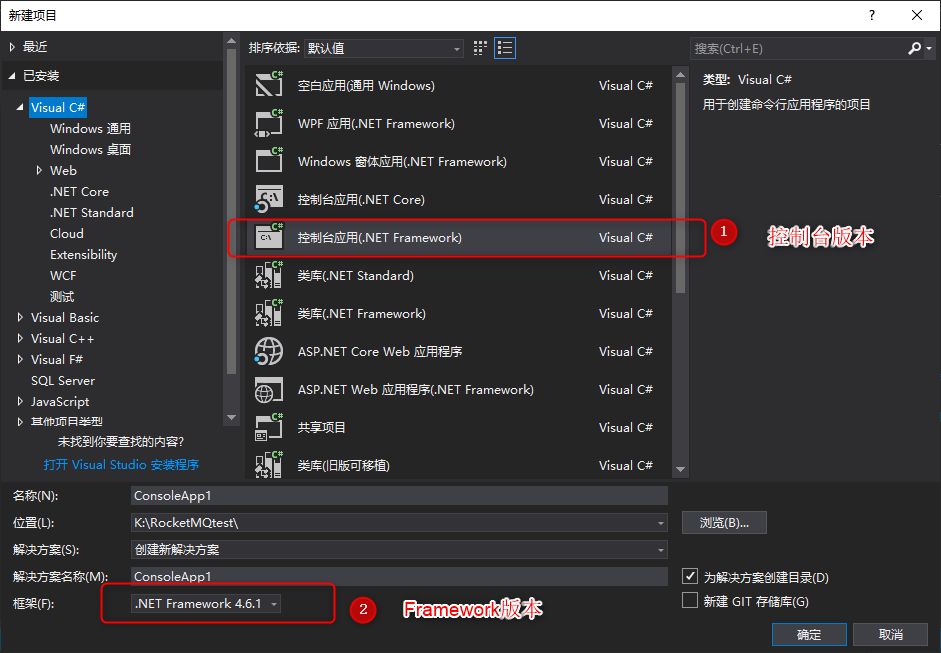 新建项目
?
最近
已安装
Visual C#
Windows 通用
Windows 桌面
Web
.NET Core
.NET Standard
Cloud
Extensibility
WCF
测试
Visual Basic
Visual C++
Visual F#
SQL Server
JavaScript
其他项目类型
未找到你要查找的内容?
打开 Visual Studio 安装程序
排序依据: 默认值
C# 空白应用(通用 Windows) Visual C#
C# WPF 应用(.NET Framework) Visual C#
C# Windows 窗体应用(.NET Framework) Visual C#
C# C:\ 控制台应用(.NET Core) Visual C#
C# C:\ 控制台应用(.NET Framework) Visual C#
1 控制台版本
C# 类库(.NET Standard) Visual C#
C# 类库(.NET Framework) Visual C#
ASP.NET Core Web 应用程序 Visual C#
ASP.NET Web 应用程序(.NET Framework) Visual C#
C# 共享项目 Visual C#
C# 类库(旧版可移植) Visual C#
搜索(Ctrl+E)
类型: Visual C#
用于创建命令行应用程序的项目
名称(N): ConsoleApp1
位置(L): K:\RocketMQtest\ 浏览(B)...
解决方案(S): 创建新解决方案
解决方案名称(M): ConsoleApp1 为解决方案创建目录(D)
框架(F): .NET Framework 4.6.1 2 Framework版本 新建 GIT 存储库(G)
确定 取消